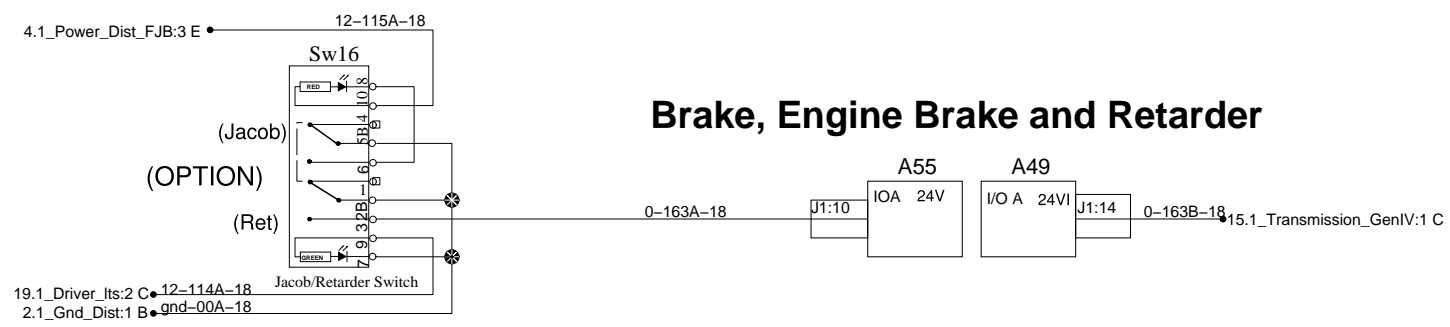 12–115A–18
4.1_Power_Dist_FJB:3 E
Sw16
RED
8
10
(Jacob)
4
5B
(OPTION)
6
1
2B
(Ret)
3
9
GREEN
7
Jacob/Retarder Switch
19.1_Driver_lts:2 C
12–114A–18
2.1_Gnd_Dist:1 B
gnd–00A–18
Brake, Engine Brake and Retarder
A55
A49
IOA 24V
I/O A 24VI
0–163A–18
J1:10
J1:14
0–163B–18
15.1_Transmission_GenIV:1 C